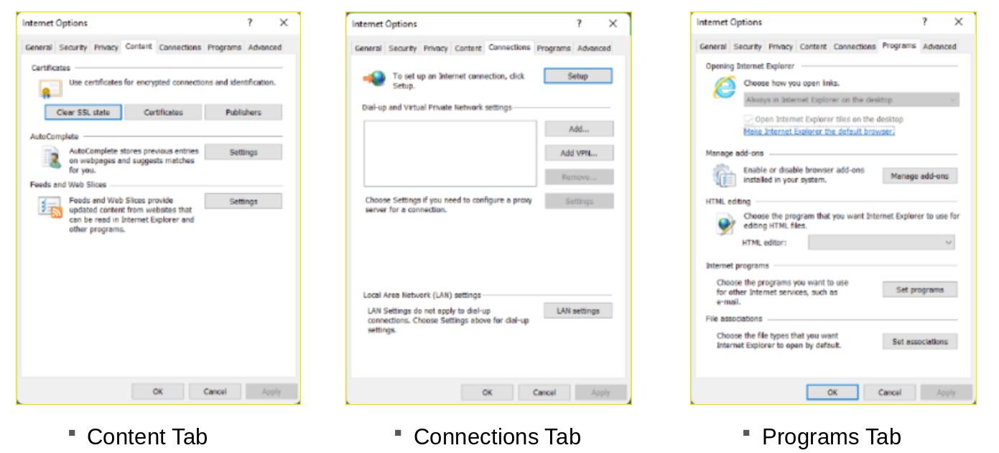 Internet Options ? ×
General Security Privacy Content Connections Programs Advanced
Certificates
Use certificates for encrypted connections and identification.
Clear SSL state Certificates Publishers
AutoComplete
AutoComplete stores previous entries
on webpages and suggests matches
for you.
Settings
Feeds and Web Slices
Feeds and Web Slices provide
updated content from websites that
can be read in Internet Explorer and
other programs.
Settings
OK Cancel Apply
▪ Content Tab
Internet Options ? ×
General Security Privacy Content Connections Programs Advanced
To set up an Internet connection, click
Setup.
Setup
Dial-up and Virtual Private Network settings
Add...
Add VPN...
Remove...
Choose Settings if you need to configure a proxy
server for a connection.
Settings
Local Area Network (LAN) settings
LAN Settings do not apply to dial-up
connections. Choose Settings above for dial-up
settings.
LAN settings
OK Cancel Apply
▪ Connections Tab
Internet Options ? ×
General Security Privacy Content Connections Programs Advanced
Opening Internet Explorer
Choose how you open links.
Always in Internet Explorer on the desktop
Open Internet Explorer tiles on the desktop
Make Internet Explorer the default browser.
Manage add-ons
Enable or disable browser add-ons
installed in your system.
Manage add-ons
HTML editing
Choose the program that you want Internet Explorer to use for
editing HTML files.
HTML editor:
Internet programs
Choose the programs you want to use
for other Internet services, such as
e-mail.
Set programs
File associations
Choose the file types that you want
Internet Explorer to open by default.
Set associations
OK Cancel Apply
▪ Programs Tab